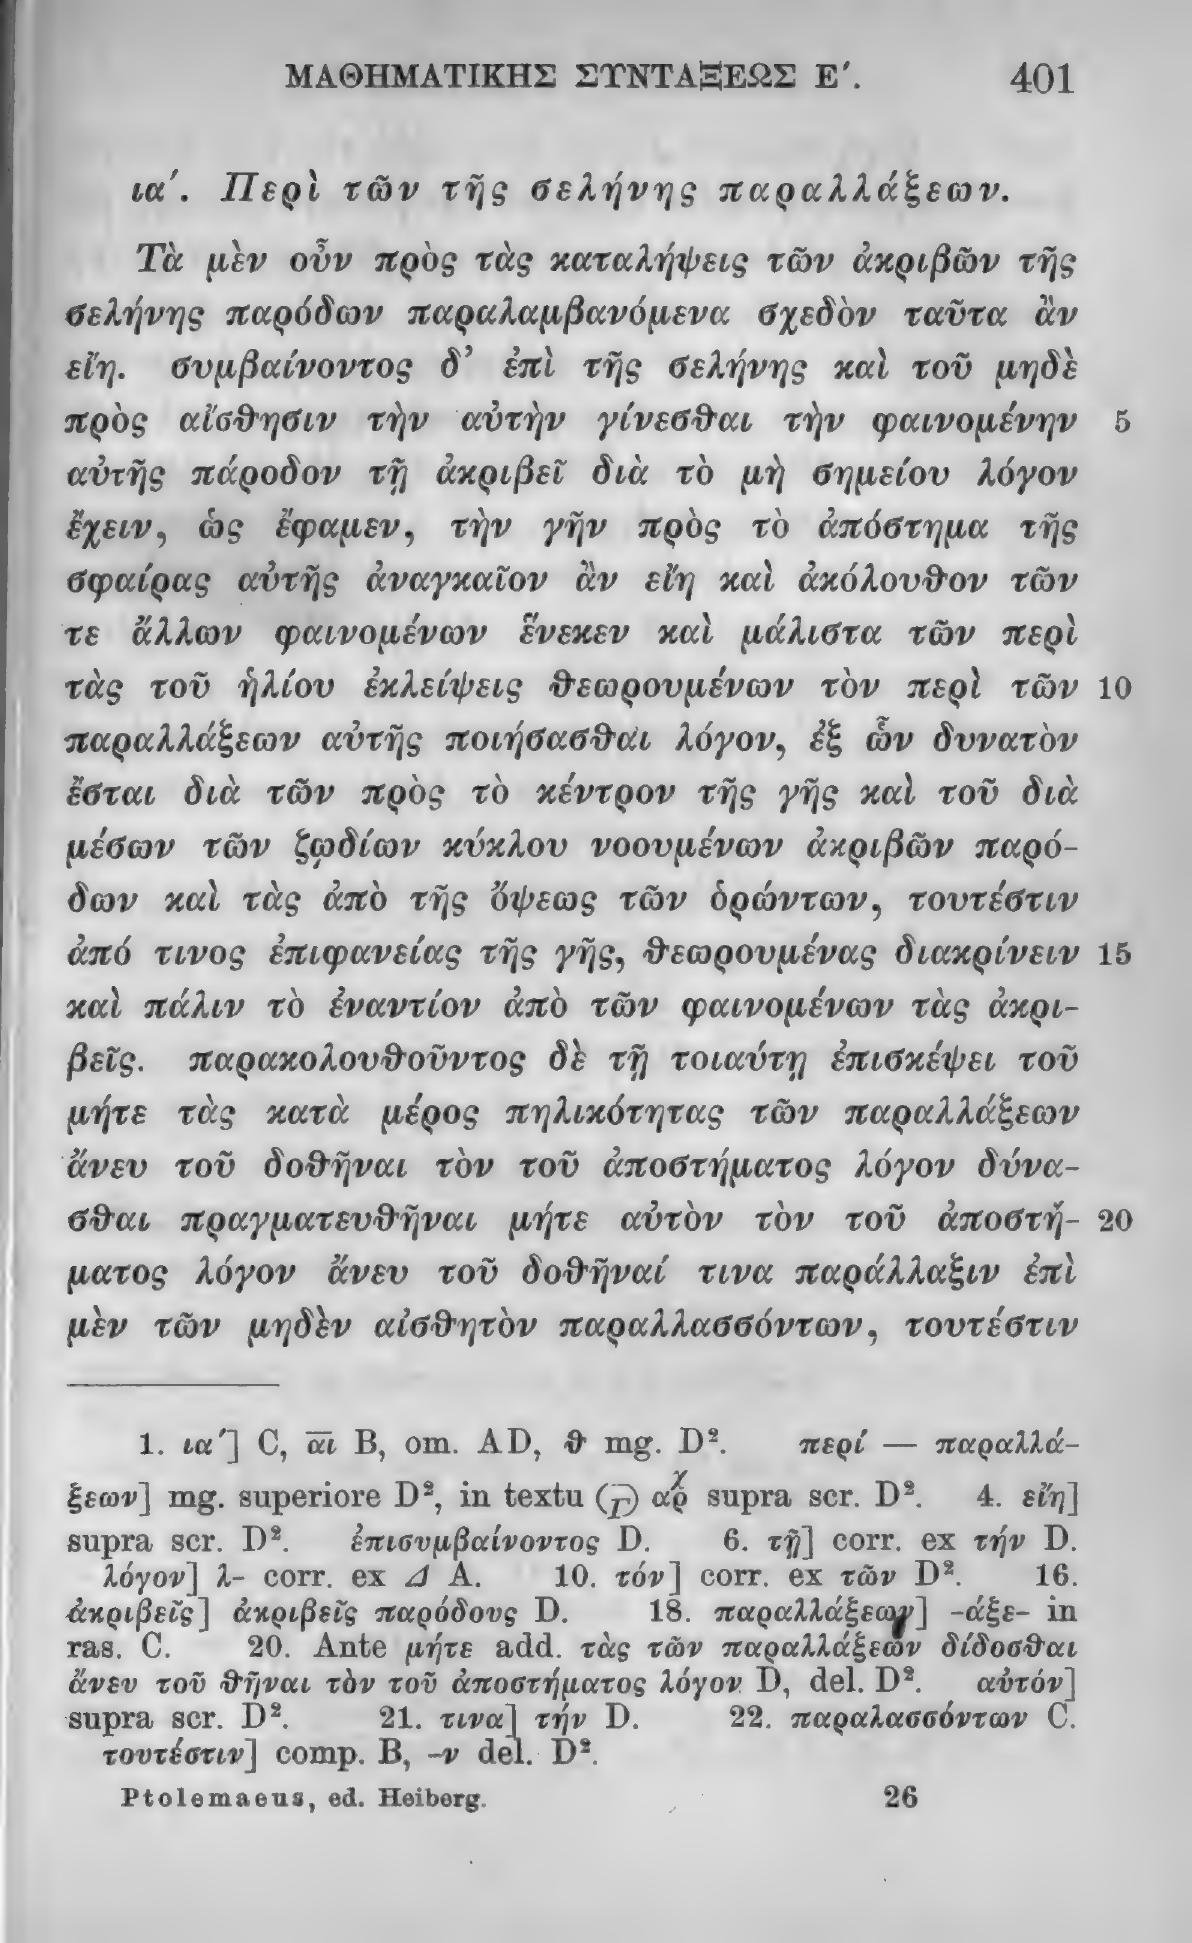 ΜΑΘΗΜΑΤΙΚΗΣ ΣΥΝΤΑΞΕΩΣ Ε′. 401
ια′. Περὶ τῶν τῆς σελήνης παραλλάξεων.
Τὰ μὲν οὖν πρὸς τὰς καταλήψεις τῶν ἀκριβῶν τῆς
σελήνης παρόδων παραλαμβανόμενα σχεδὸν ταῦτα ἂν
εἴη. συμβαίνοντος δ’ ἐπὶ τῆς σελήνης καὶ τοῦ μηδὲ
πρὸς αἴσθησιν τὴν αὐτὴν γίνεσθαι τὴν φαινομένην 5
αὐτῆς πάροδον τῇ ἀκριβεῖ διὰ τὸ μὴ σημείου λόγον
ἔχειν, ὡς ἔφαμεν, τὴν γῆν πρὸς τὸ ἀπόστημα τῆς
σφαίρας αὐτῆς ἀναγκαῖον ἂν εἴη καὶ ἀκόλουθον τῶν
τε ἄλλων φαινομένων ἕνεκεν καὶ μάλιστα τῶν περὶ
τὰς τοῦ ἡλίου ἐκλείψεις θεωρουμένων τὸν περὶ τῶν 10
παραλλάξεων αὐτῆς ποιήσασθαι λόγον, ἐξ ὧν δυνατὸν
ἔσται διὰ τῶν πρὸς τὸ κέντρον τῆς γῆς καὶ τοῦ διὰ
μέσων τῶν ζῳδίων κύκλου νοουμένων ἀκριβῶν παρό-
δων καὶ τὰς ἀπὸ τῆς ὄψεως τῶν ὁρώντων, τουτέστιν
ἀπό τινος ἐπιφανείας τῆς γῆς, θεωρουμένας διακρίνειν 15
καὶ πάλιν τὸ ἐναντίον ἀπὸ τῶν φαινομένων τὰς ἀκρι-
βεῖς. παρακολουθοῦντος δὲ τῇ τοιαύτῃ ἐπισκέψει τοῦ
μήτε τὰς κατὰ μέρος πηλικότητας τῶν παραλλάξεων
ἄνευ τοῦ δοθῆναι τὸν τοῦ ἀποστήματος λόγον δύνα-
σθαι πραγματευθῆναι μήτε αὐτὸν τὸν τοῦ ἀποστή- 20
ματος λόγον ἄνευ τοῦ δοθῆναί τινα παράλλαξιν ἐπὶ
μὲν τῶν μηδὲν αἰσθητὸν παραλλασσόντων, τουτέστιν
1. ια′] C, αι B, om. AD, θ mg. D². περί — παραλλά-
ξεων] mg. superiore D², in textu supra scr. D². 4. εἴη]
supra scr. D². ἐπισυμβαίνοντος D. 6. τῇ] corr. ex τήν D.
λόγον] λ- corr. ex Δ A. 10. τόν] corr. ex τῶν D². 16.
ἀκριβεῖς] ἀκριβεῖς παρόδους D. 18. παραλλάξεων] -άξε- in
ras. C. 20. Ante μήτε add. τὰς τῶν παραλλάξεων δίδοσθαι
ἄνευ τοῦ θῆναι τὸν τοῦ ἀποστήματος λόγον D, del. D². αὐτόν]
supra scr. D². 21. τινα] τήν D. 22. παραλασσόντων C.
τουτέστιν] comp. B, -ν del. D².
Ptolemaeus, ed. Heiberg. 26